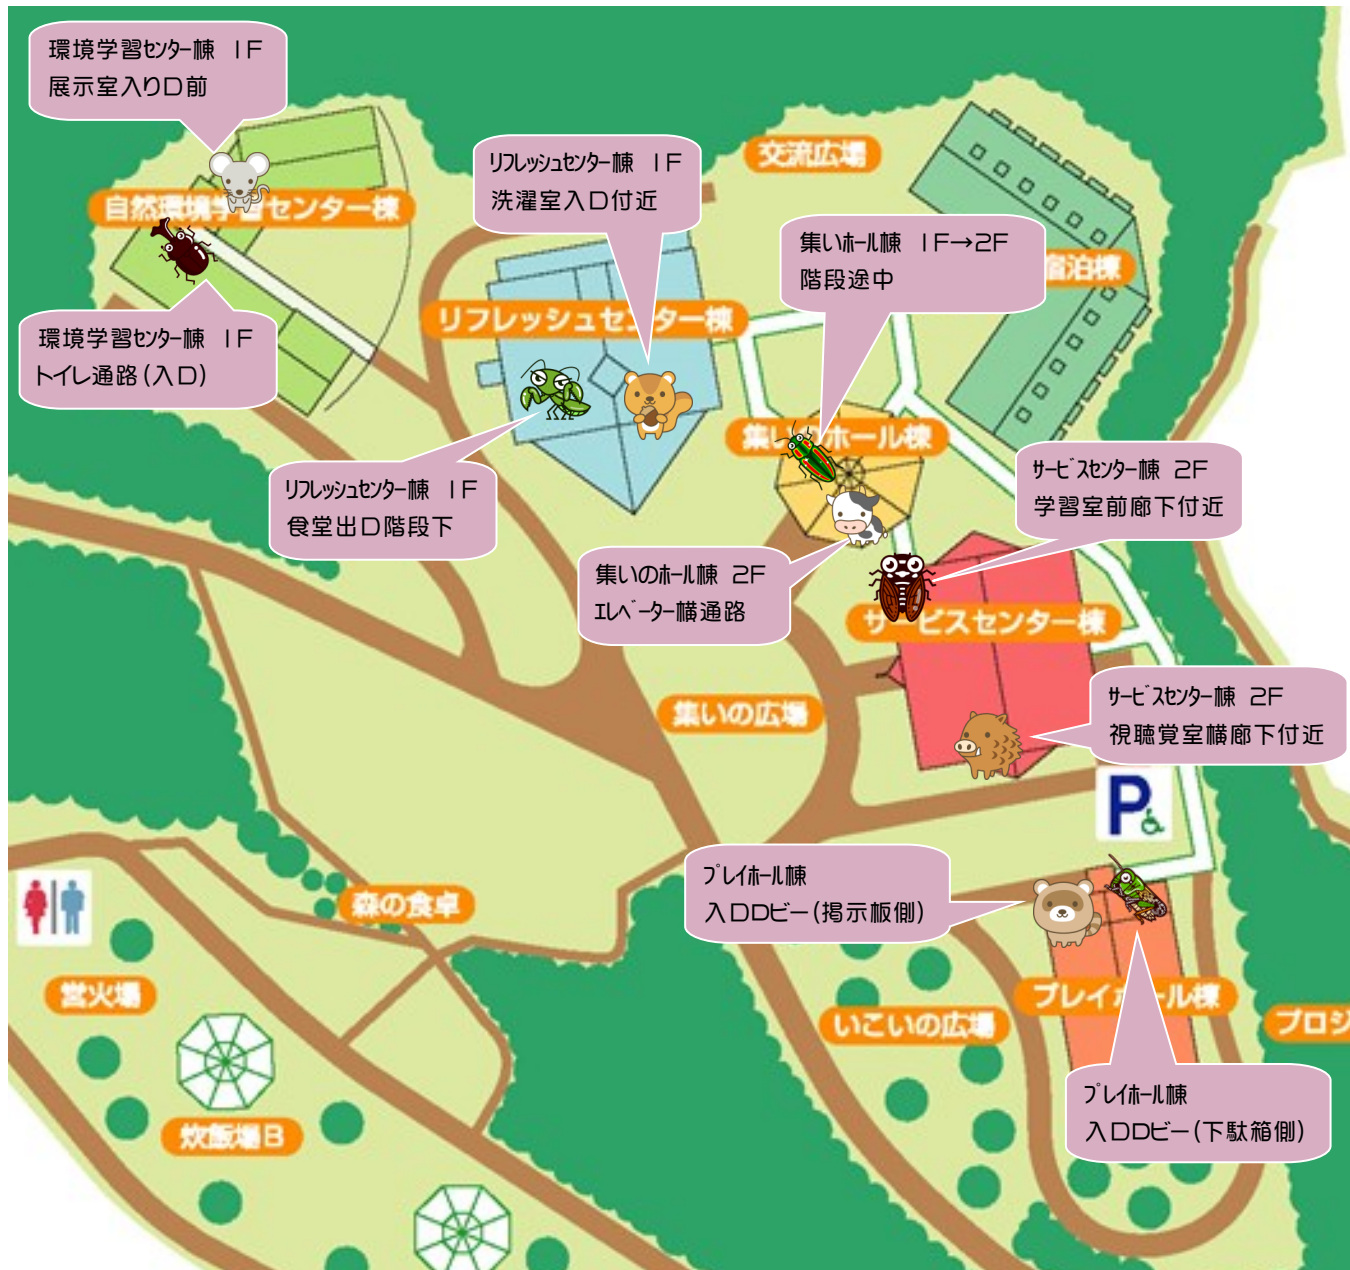 環境学習センター棟 1F
展示室入り口前
自然環境学習センター棟
環境学習センター棟 1F
トイレ通路(入口)
リフレッシュセンター棟 1F
洗濯室入口付近
交流広場
集いホール棟 1F→2F
階段途中
宿泊棟
リフレッシュセンター棟
集いのホール棟
リフレッシュセンター棟 1F
食堂出口階段下
サービスセンター棟 2F
学習室前廊下付近
集いのホール棟 2F
エレベーター横通路
サービスセンター棟
集いの広場
サービスセンター棟 2F
視聴覚室横廊下付近
P
プレイホール棟
入口ロビー(掲示板側)
森の食卓
営火場
プレイホール棟
いこいの広場
プロジ
プレイホール棟
入口ロビー(下駄箱側)
炊飯場B